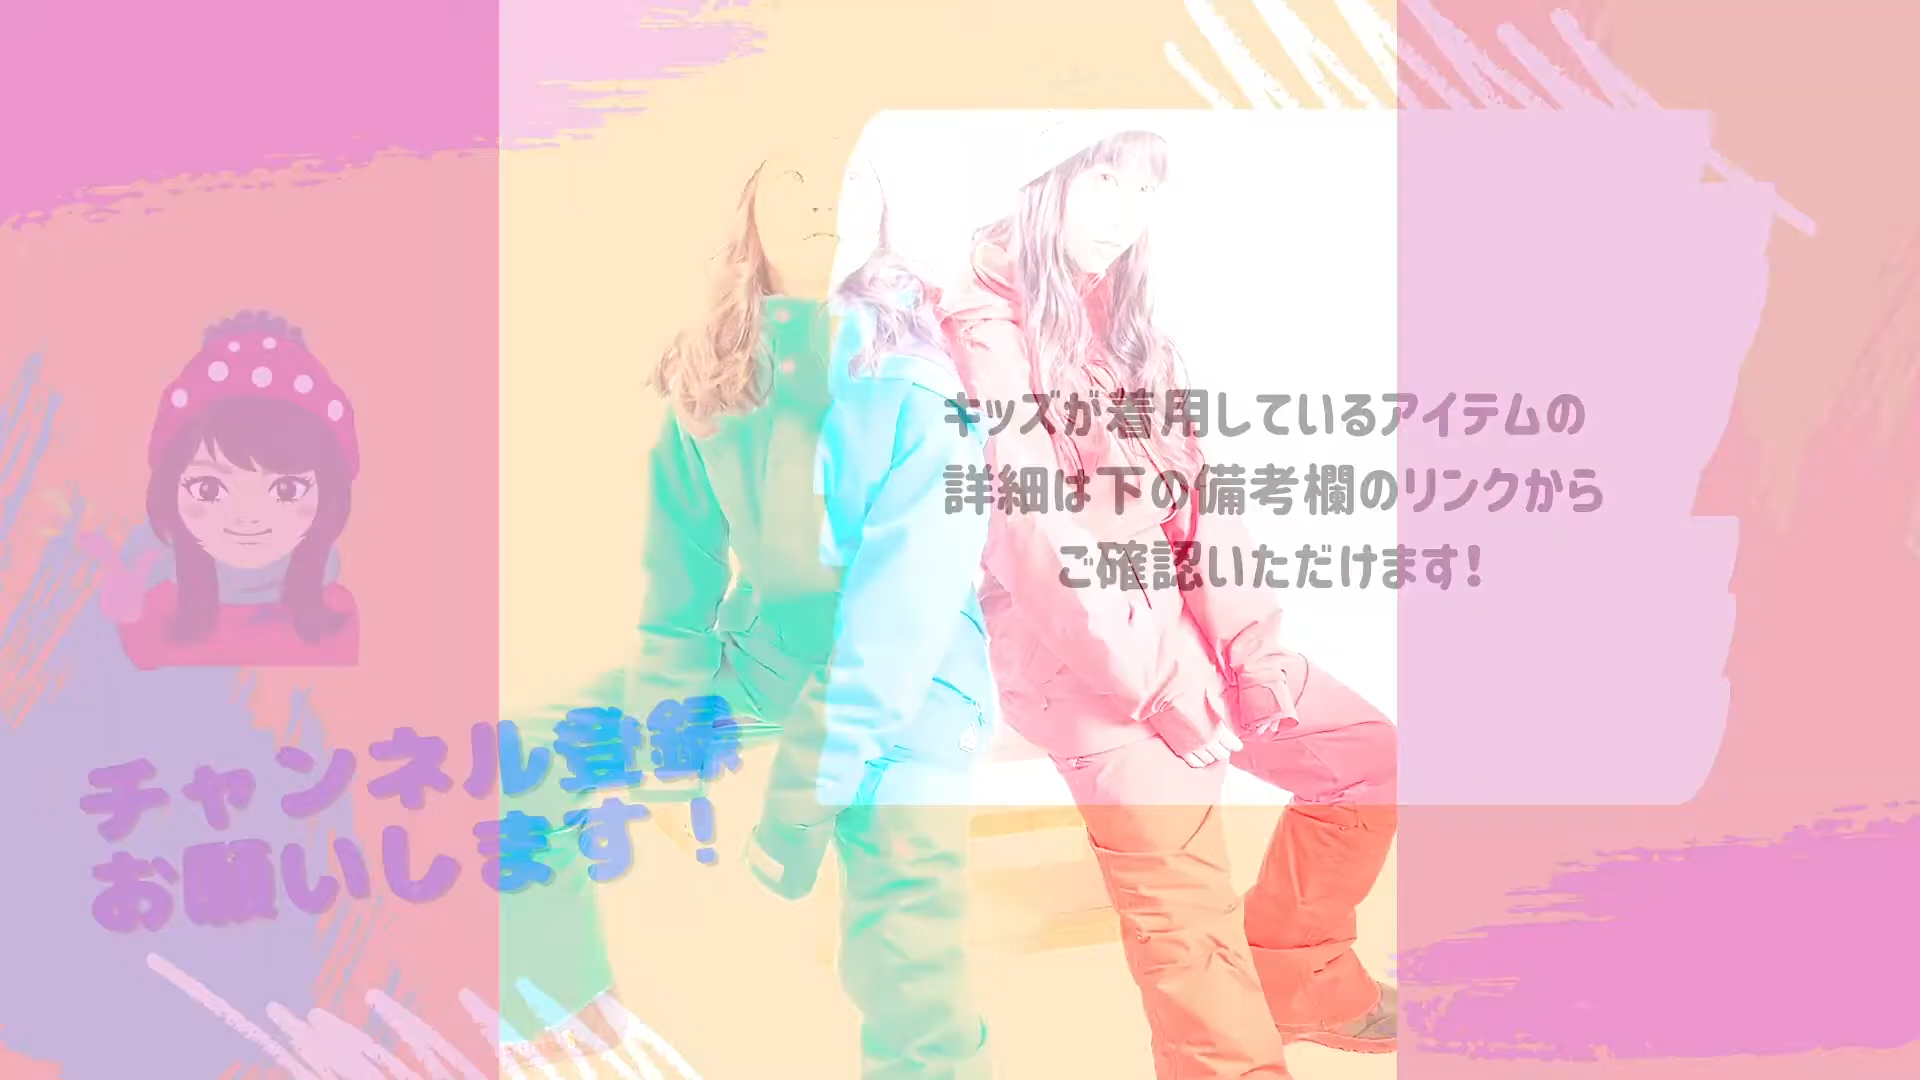 キッズが着用しているアイテムの
詳細は下の備考欄のリンクから
ご確認いただけます！
チャンネル登録
お願いします！